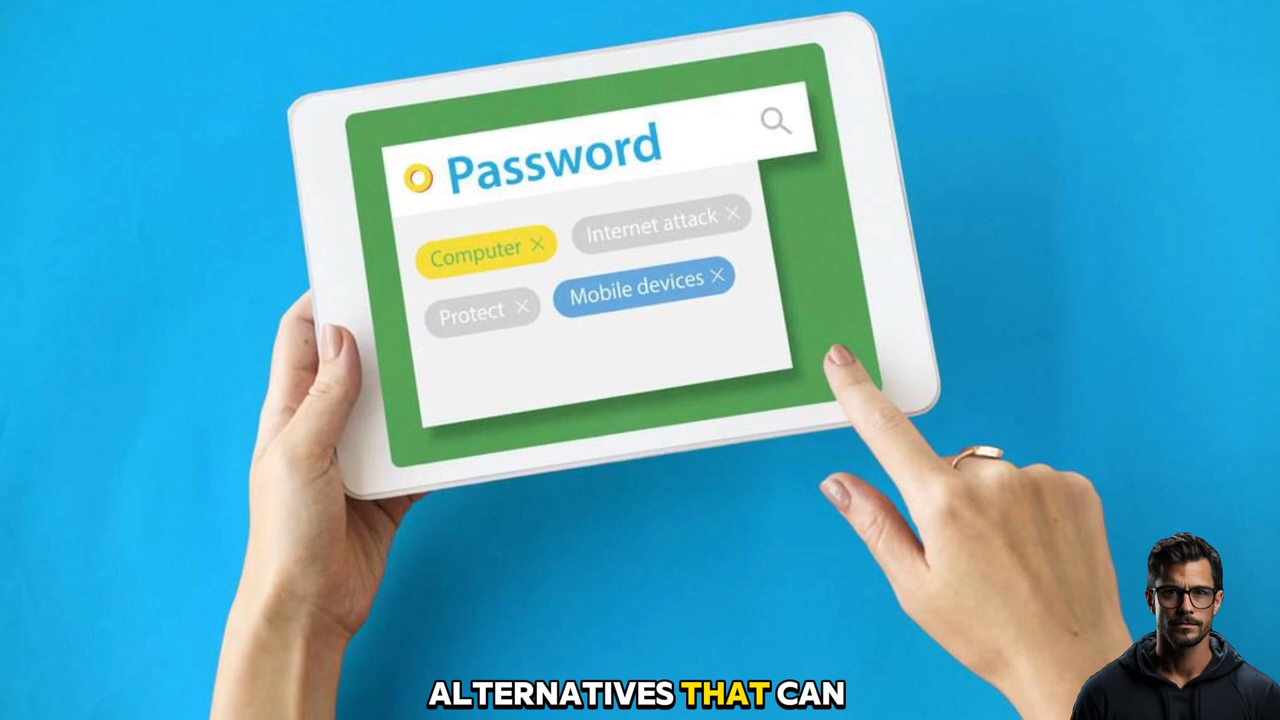 Password
Computer × Internet attack ×
Protect × Mobile devices ×
ALTERNATIVES THAT CAN